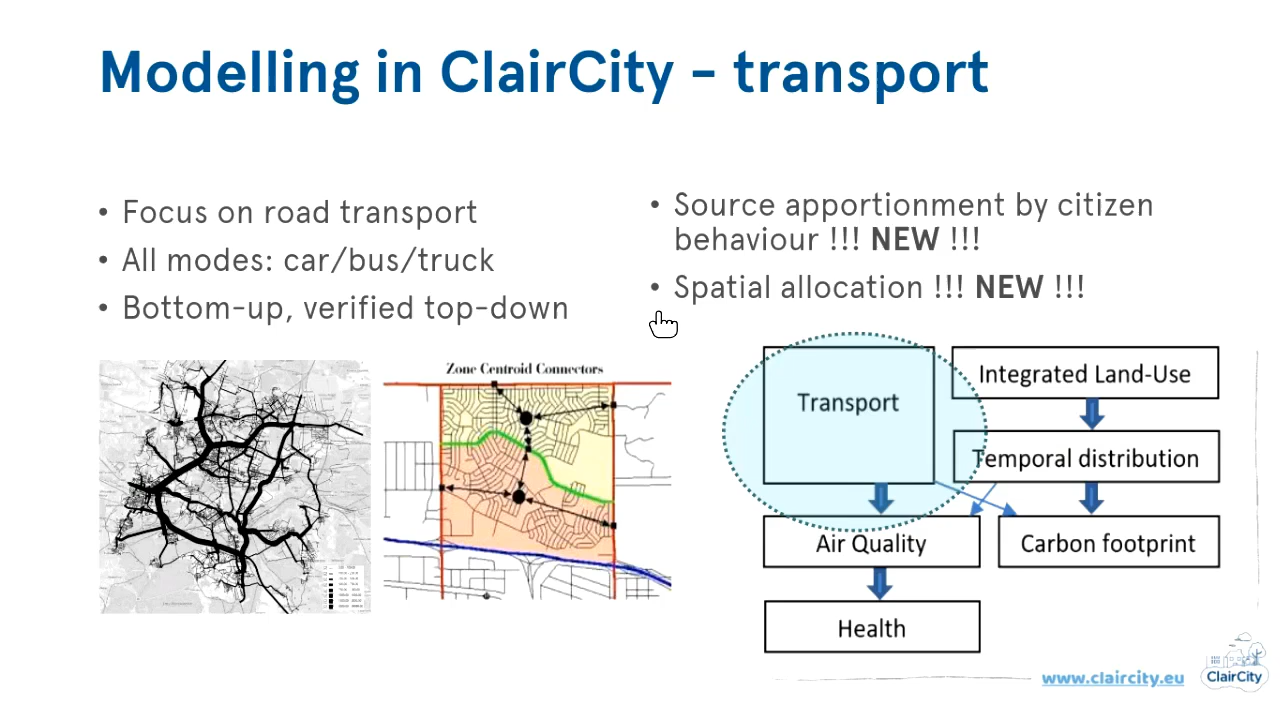 Modelling in ClairCity - transport
• Focus on road transport
• All modes: car/bus/truck
• Bottom-up, verified top-down
• Source apportionment by citizen
behaviour !!! NEW !!!
• Spatial allocation !!! NEW !!!
Zone Centroid Connectors
Transport
Integrated Land-Use
Temporal distribution
Air Quality
Carbon footprint
Health
www.claircity.eu
ClairCity